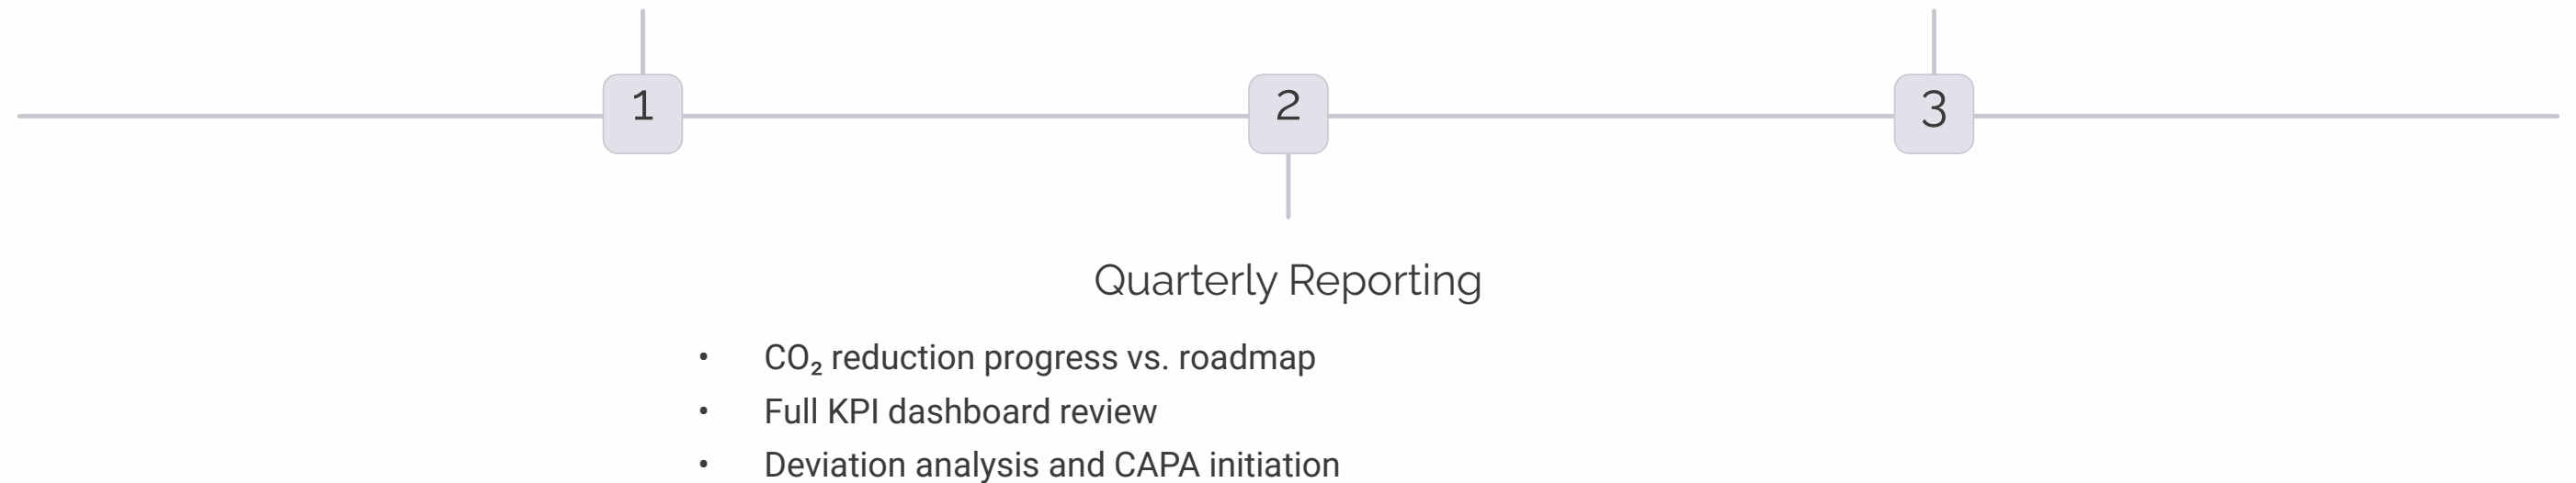 1
2
3
Quarterly Reporting
• CO₂ reduction progress vs. roadmap
• Full KPI dashboard review
• Deviation analysis and CAPA initiation